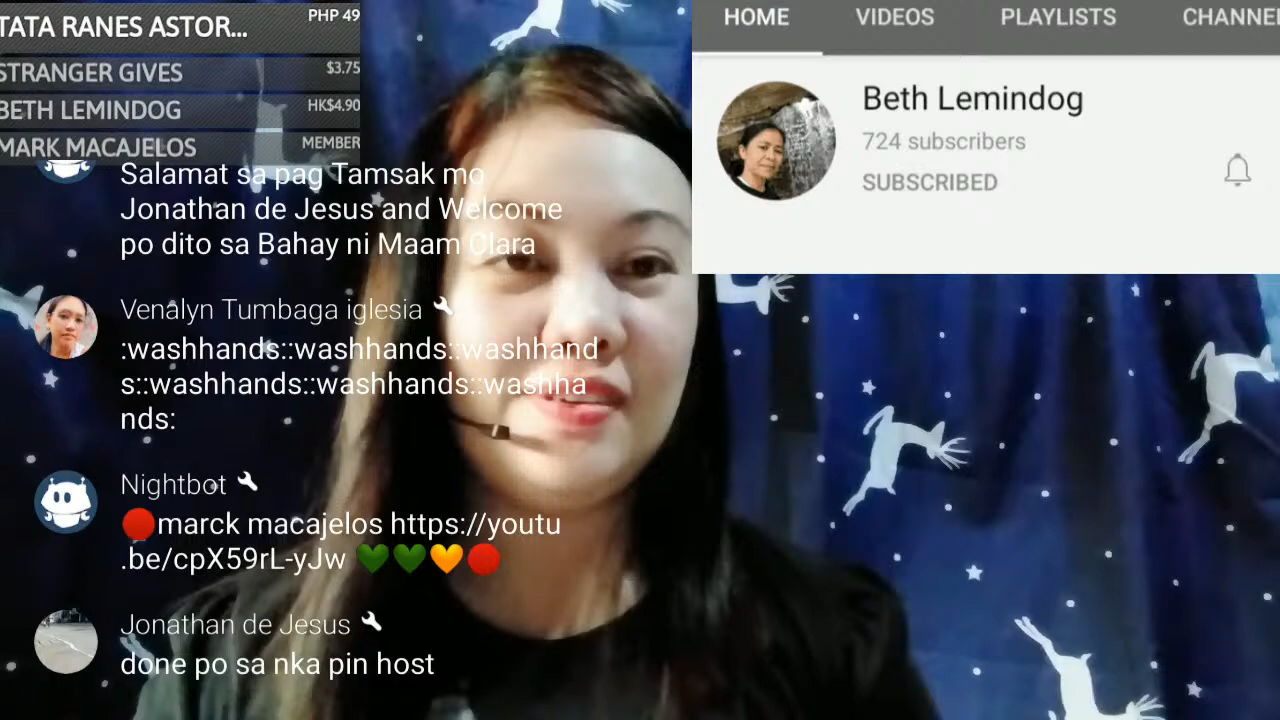 TATA RANES ASTOR...
PHP 49
STRANGER GIVES
$3.75
BETH LEMINDOG
HK$4.90
MARK MACAJELOS
MEMBER
Salamat sa pag Tamsak mo
Jonathan de Jesus and Welcome
po dito sa Bahay ni Maam Olara
Venalyn Tumbaga iglesia
:washhands::washhands::washhand
s::washhands::washhands::washha
nds:
Nightbot
🔴marck macajelos https://youtu
.be/cpX59rL-yJw 💚💚🧡🔴
Jonathan de Jesus
done po sa nka pin host
HOME VIDEOS PLAYLISTS CHANNE
Beth Lemindog
724 subscribers
SUBSCRIBED